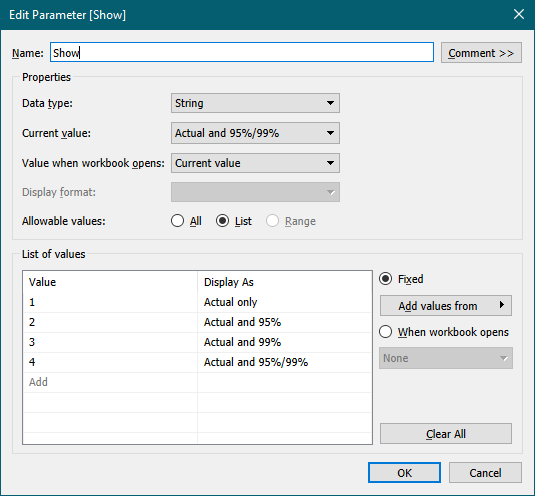 Edit Parameter [Show]
Name: Show Comment >>
Properties
Data type: String
Current value: Actual and 95%/99%
Value when workbook opens: Current value
Display format:
Allowable values: All List Range
List of values
Value Display As
1 Actual only
2 Actual and 95%
3 Actual and 99%
4 Actual and 95%/99%
Add
Fixed
Add values from
When workbook opens
None
Clear All
OK Cancel